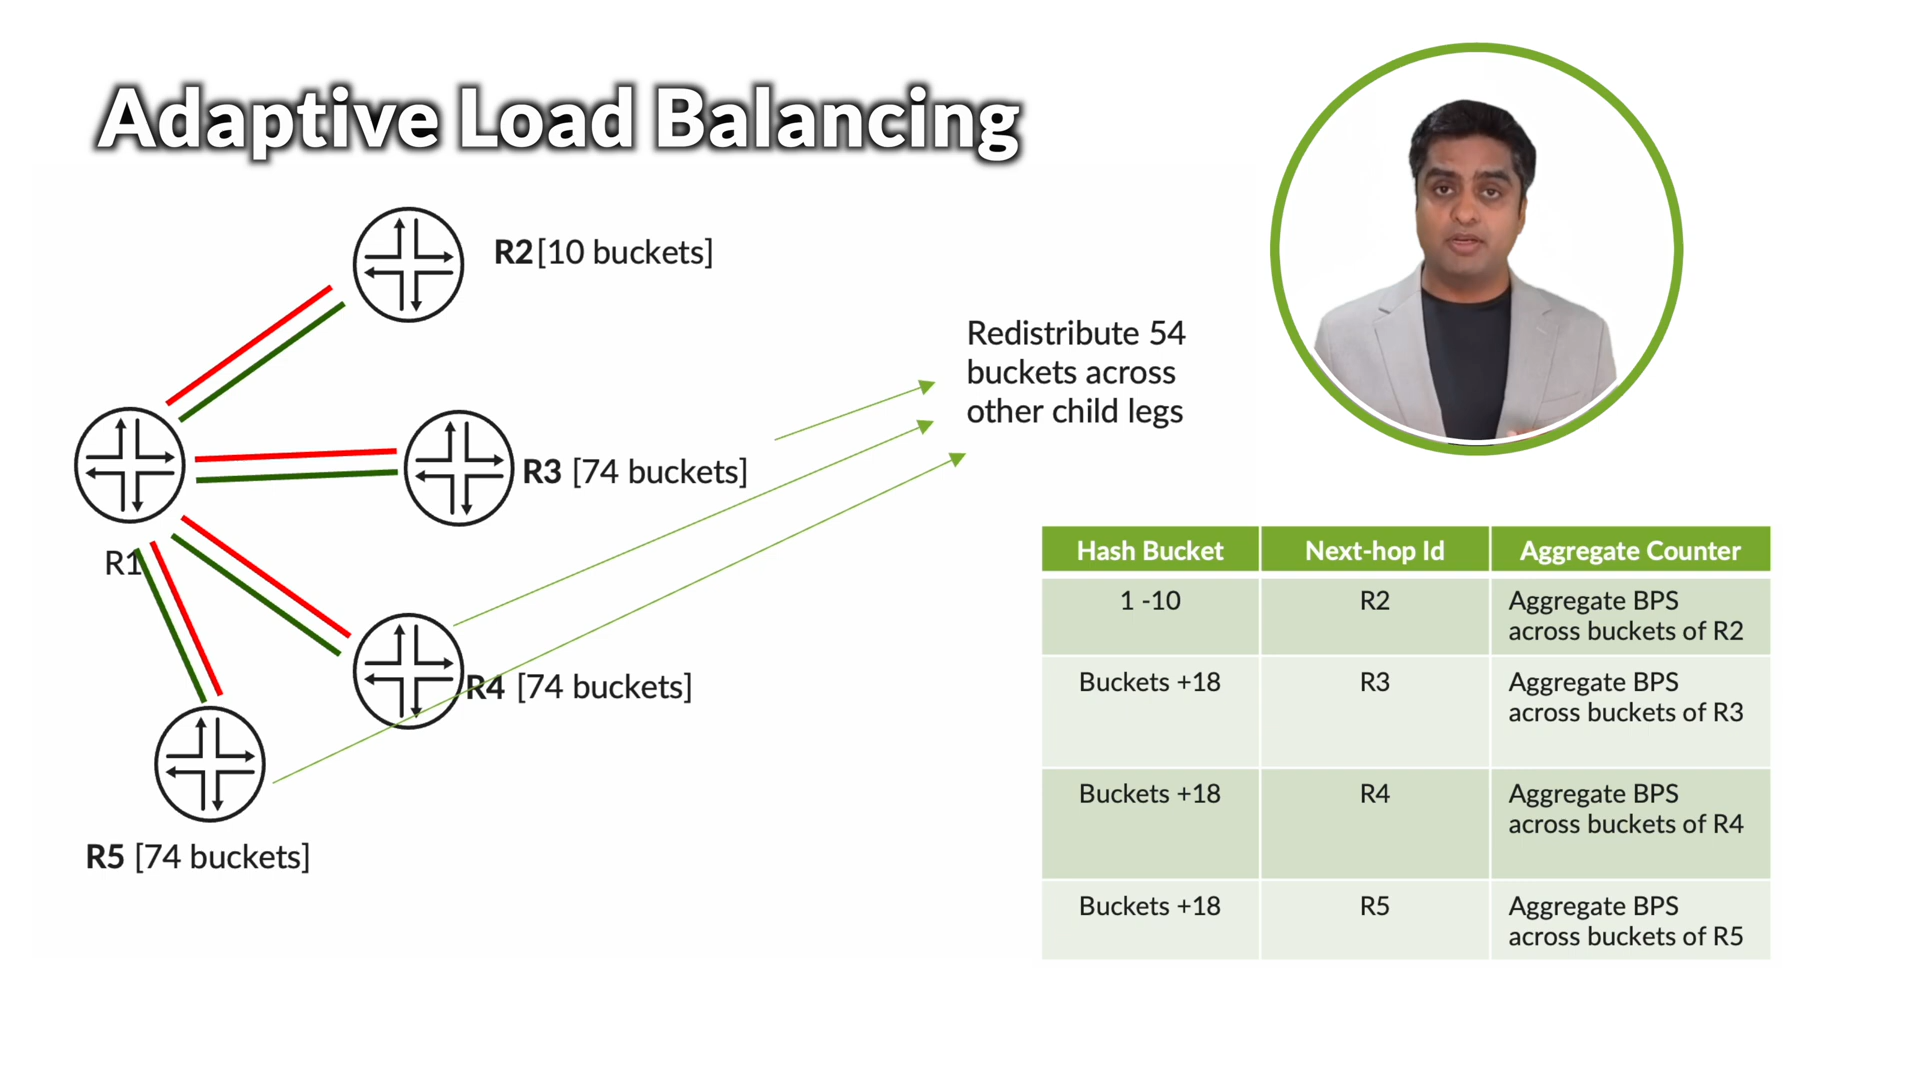 Adaptive Load Balancing
R2 [10 buckets]
Redistribute 54
buckets across
other child legs
R3 [74 buckets]
R1
R4 [74 buckets]
R5 [74 buckets]
Hash Bucket Next-hop Id Aggregate Counter
1 -10 R2 Aggregate BPS
across buckets of R2
Buckets +18 R3 Aggregate BPS
across buckets of R3
Buckets +18 R4 Aggregate BPS
across buckets of R4
Buckets +18 R5 Aggregate BPS
across buckets of R5